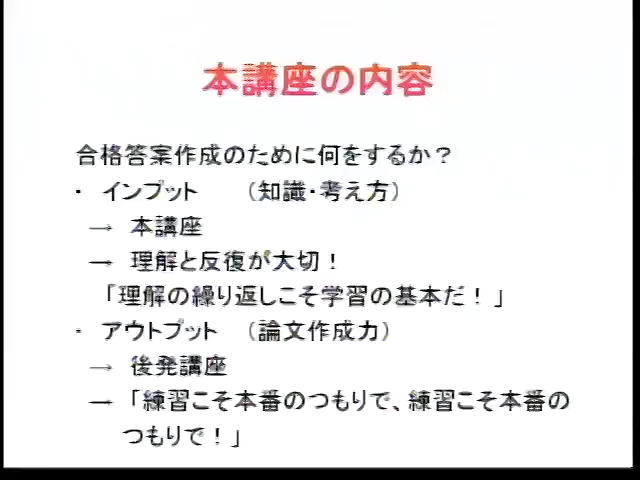 本講座の内容
合格答案作成のために何をするか？
・ インプット （知識・考え方）
→ 本講座
→ 理解と反復が大切！
「理解の繰り返しこそ学習の基本だ！」
・ アウトプット （論文作成力）
→ 後発講座
→ 「練習こそ本番のつもりで、練習こそ本番の
つもりで！」